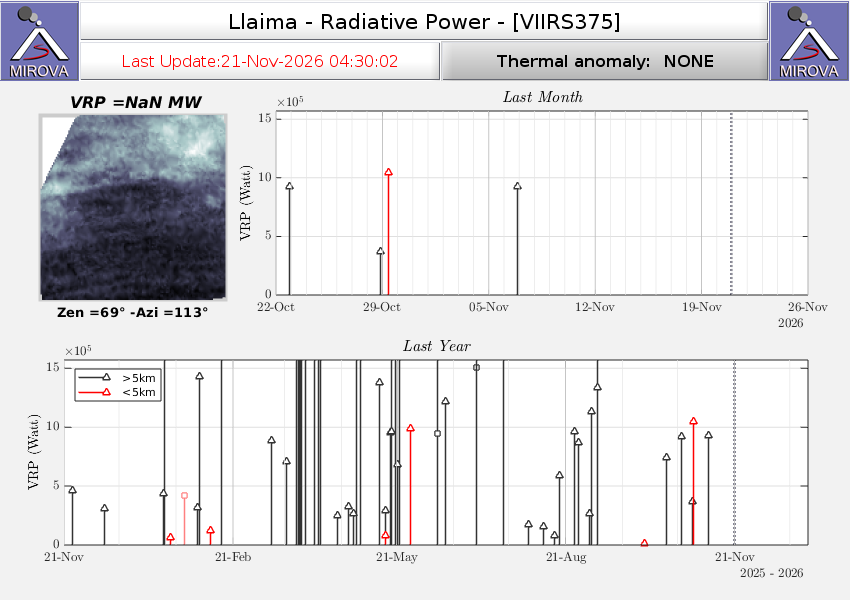 Llaima - Radiative Power - [VIIRS375]
MIROVA
Last Update:21-Nov-2026 04:30:02
Thermal anomaly: NONE
MIROVA
VRP =NaN MW
Zen =69° -Azi =113°
Last Month
×10⁵
VRP (Watt)
15
10
5
0
22-Oct
29-Oct
05-Nov
12-Nov
19-Nov
26-Nov
2026
Last Year
×10⁵
VRP (Watt)
15
10
5
0
>5km
<5km
21-Nov
21-Feb
21-May
21-Aug
21-Nov
2025 - 2026